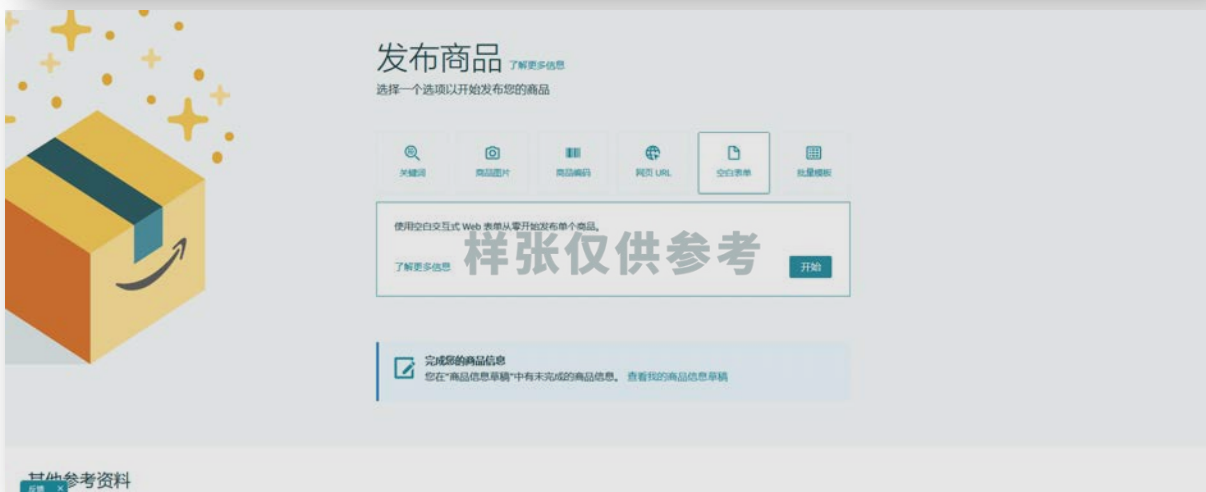 发布商品 了解更多信息
选择一个选项以开始发布您的商品
关键词 商品图片 商品编码 网页 URL 空白表单 批量模板
使用空白交互式 Web 表单从零开始发布单个商品。
样张仅供参考
了解更多信息 开始
完成您的商品信息
您在“商品信息草稿”中有未完成的商品信息。 查看我的商品信息草稿
其他参考资料
反馈 ×